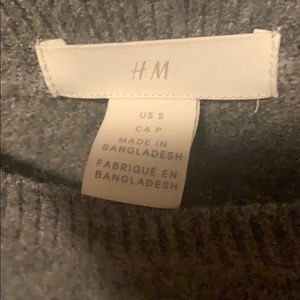 H M
US S
CA P
MADE IN
BANGLADESH
FABRIQUÉ EN
BANGLADESH